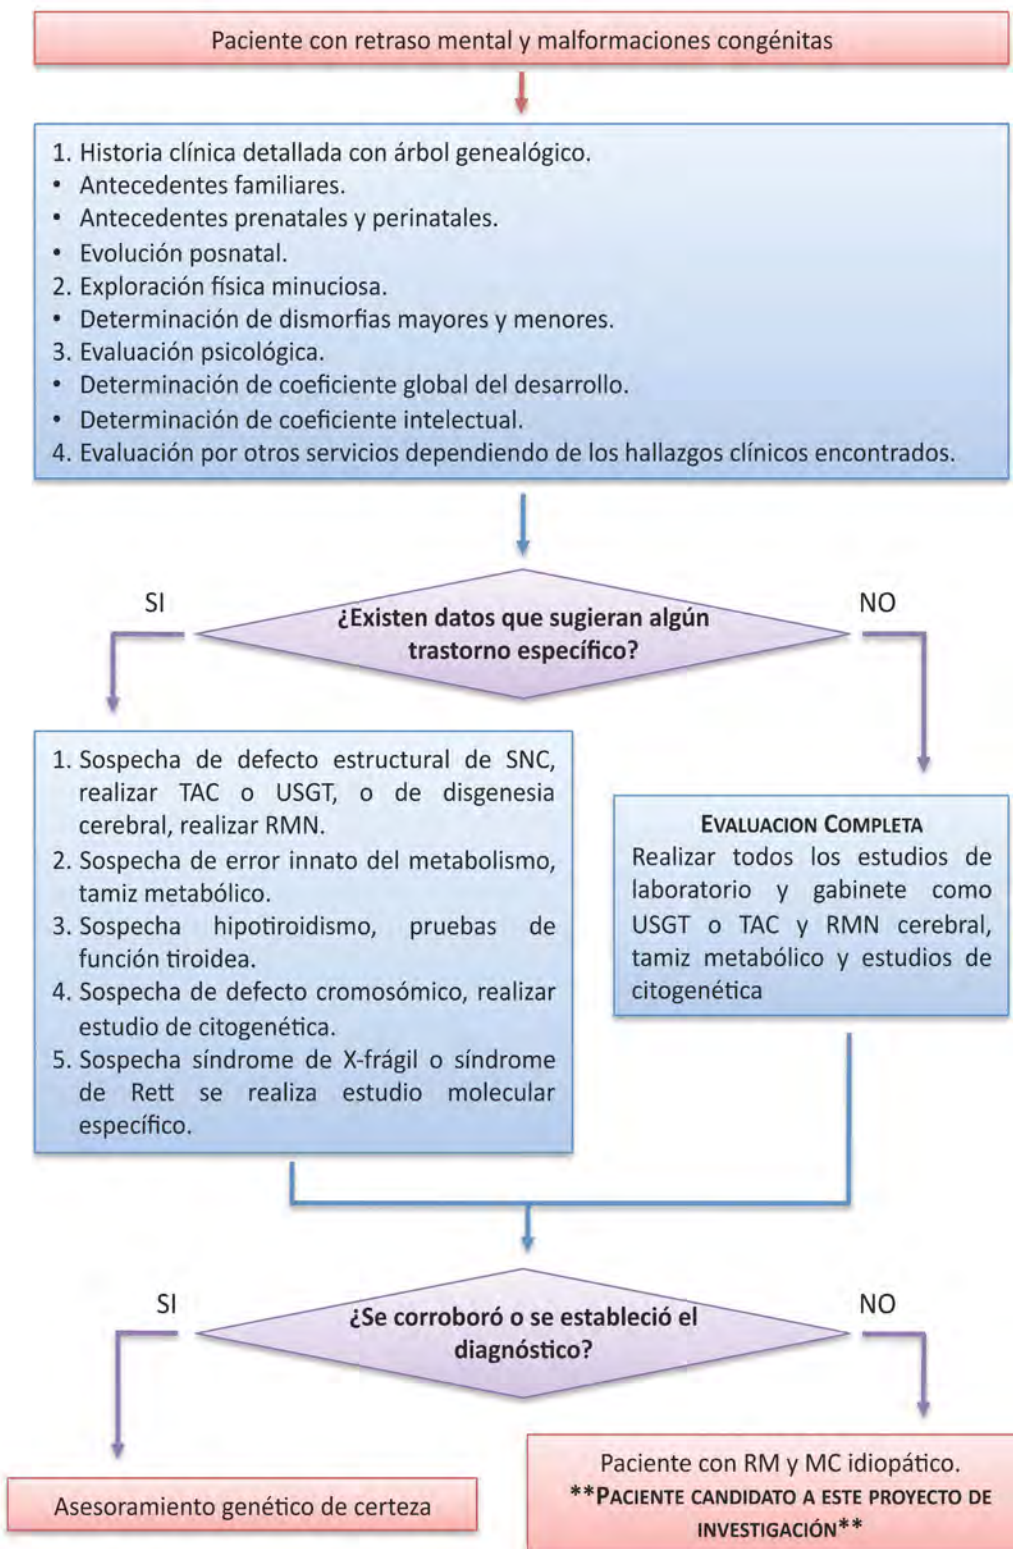 Paciente con retraso mental y malformaciones congénitas
1. Historia clínica detallada con árbol genealógico.
• Antecedentes familiares.
• Antecedentes prenatales y perinatales.
• Evolución posnatal.
2. Exploración física minuciosa.
• Determinación de dismorfias mayores y menores.
3. Evaluación psicológica.
• Determinación de coeficiente global del desarrollo.
• Determinación de coeficiente intelectual.
4. Evaluación por otros servicios dependiendo de los hallazgos clínicos encontrados.
SI
¿Existen datos que sugieran algún
trastorno específico?
NO
1. Sospecha de defecto estructural de SNC,
realizar TAC o USGT, o de disgenesia
cerebral, realizar RMN.
2. Sospecha de error innato del metabolismo,
tamiz metabólico.
3. Sospecha hipotiroidismo, pruebas de
función tiroidea.
4. Sospecha de defecto cromosómico, realizar
estudio de citogenética.
5. Sospecha síndrome de X-frágil o síndrome
de Rett se realiza estudio molecular
específico.
EVALUACION COMPLETA
Realizar todos los estudios de
laboratorio y gabinete como
USGT o TAC y RMN cerebral,
tamiz metabólico y estudios de
citogenética
SI
¿Se corroboró o se estableció el
diagnóstico?
NO
Asesoramiento genético de certeza
Paciente con RM y MC idiopático.
**PACIENTE CANDIDATO A ESTE PROYECTO DE
INVESTIGACIÓN**